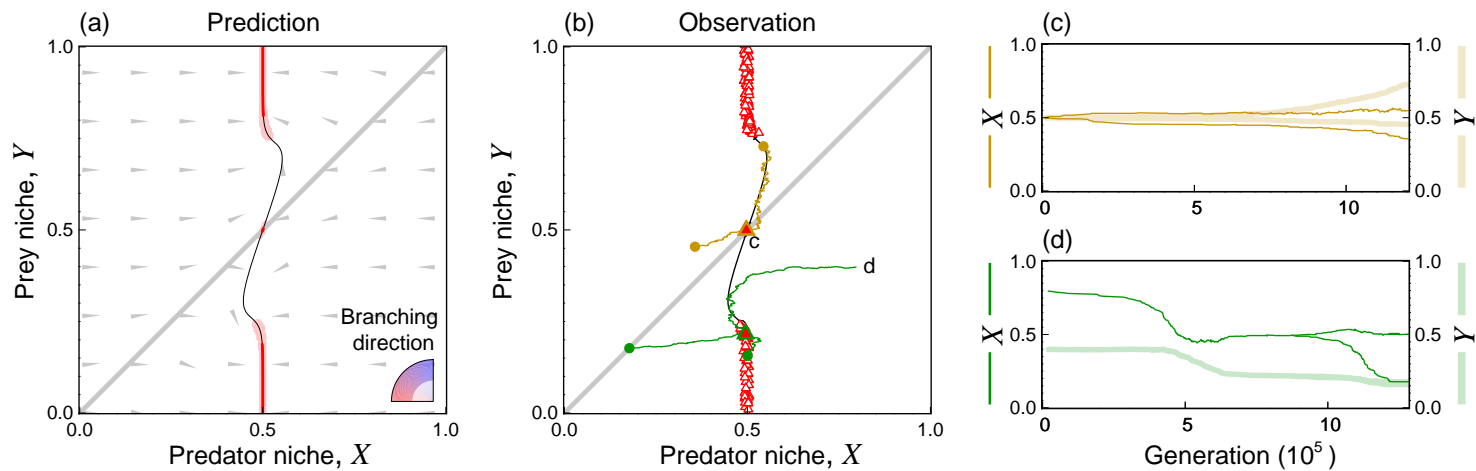 (a) Prediction
1.0
0.5
0.0
0.0 0.5 1.0
Prey niche, Y
Predator niche, X
Branching
direction
(b) Observation
1.0
0.5
0.0
0.0 0.5 1.0
Prey niche, Y
Predator niche, X
c
d
(c)
1.0 1.0
X 0.5 0.5 Y
0.0 0.0
0 5 10
(d)
1.0 1.0
X 0.5 0.5 Y
0.0 0.0
5 10
Generation (10⁵)